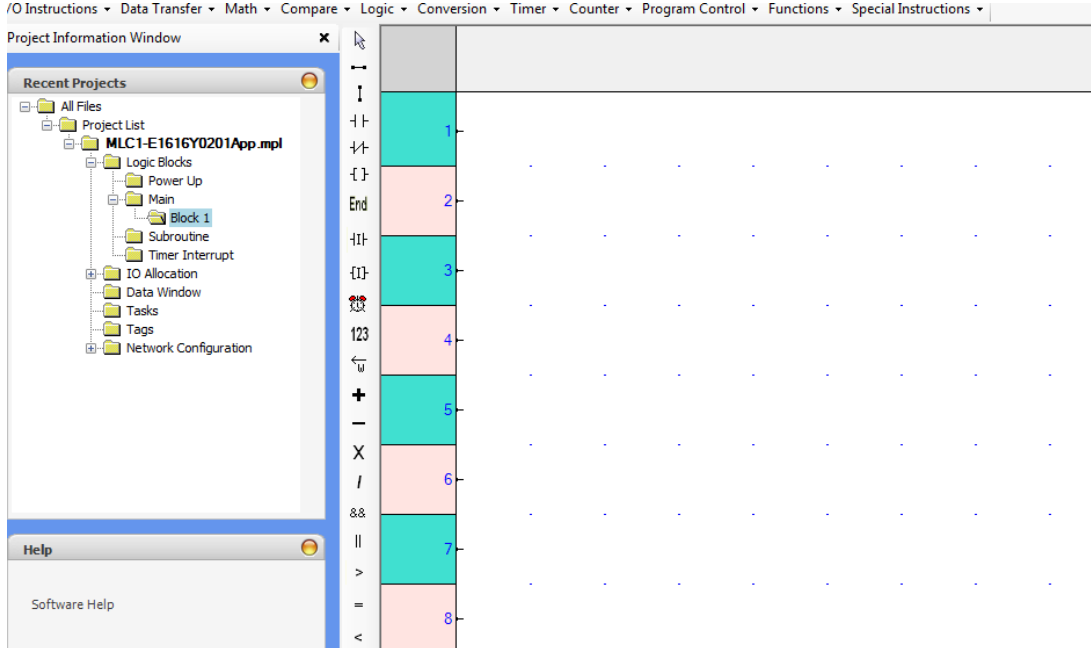 /O Instructions Data Transfer Math Compare Logic Conversion Timer Counter Program Control Functions Special Instructions
Project Information Window
Recent Projects
All Files
Project List
MLC1-E1616Y0201App.mpl
Logic Blocks
Power Up
Main
Block 1
Subroutine
Timer Interrupt
IO Allocation
Data Window
Tasks
Tags
Network Configuration
Help
Software Help
End
123
W
+
−
X
/
&&
||
>
=
<
1
2
3
4
5
6
7
8